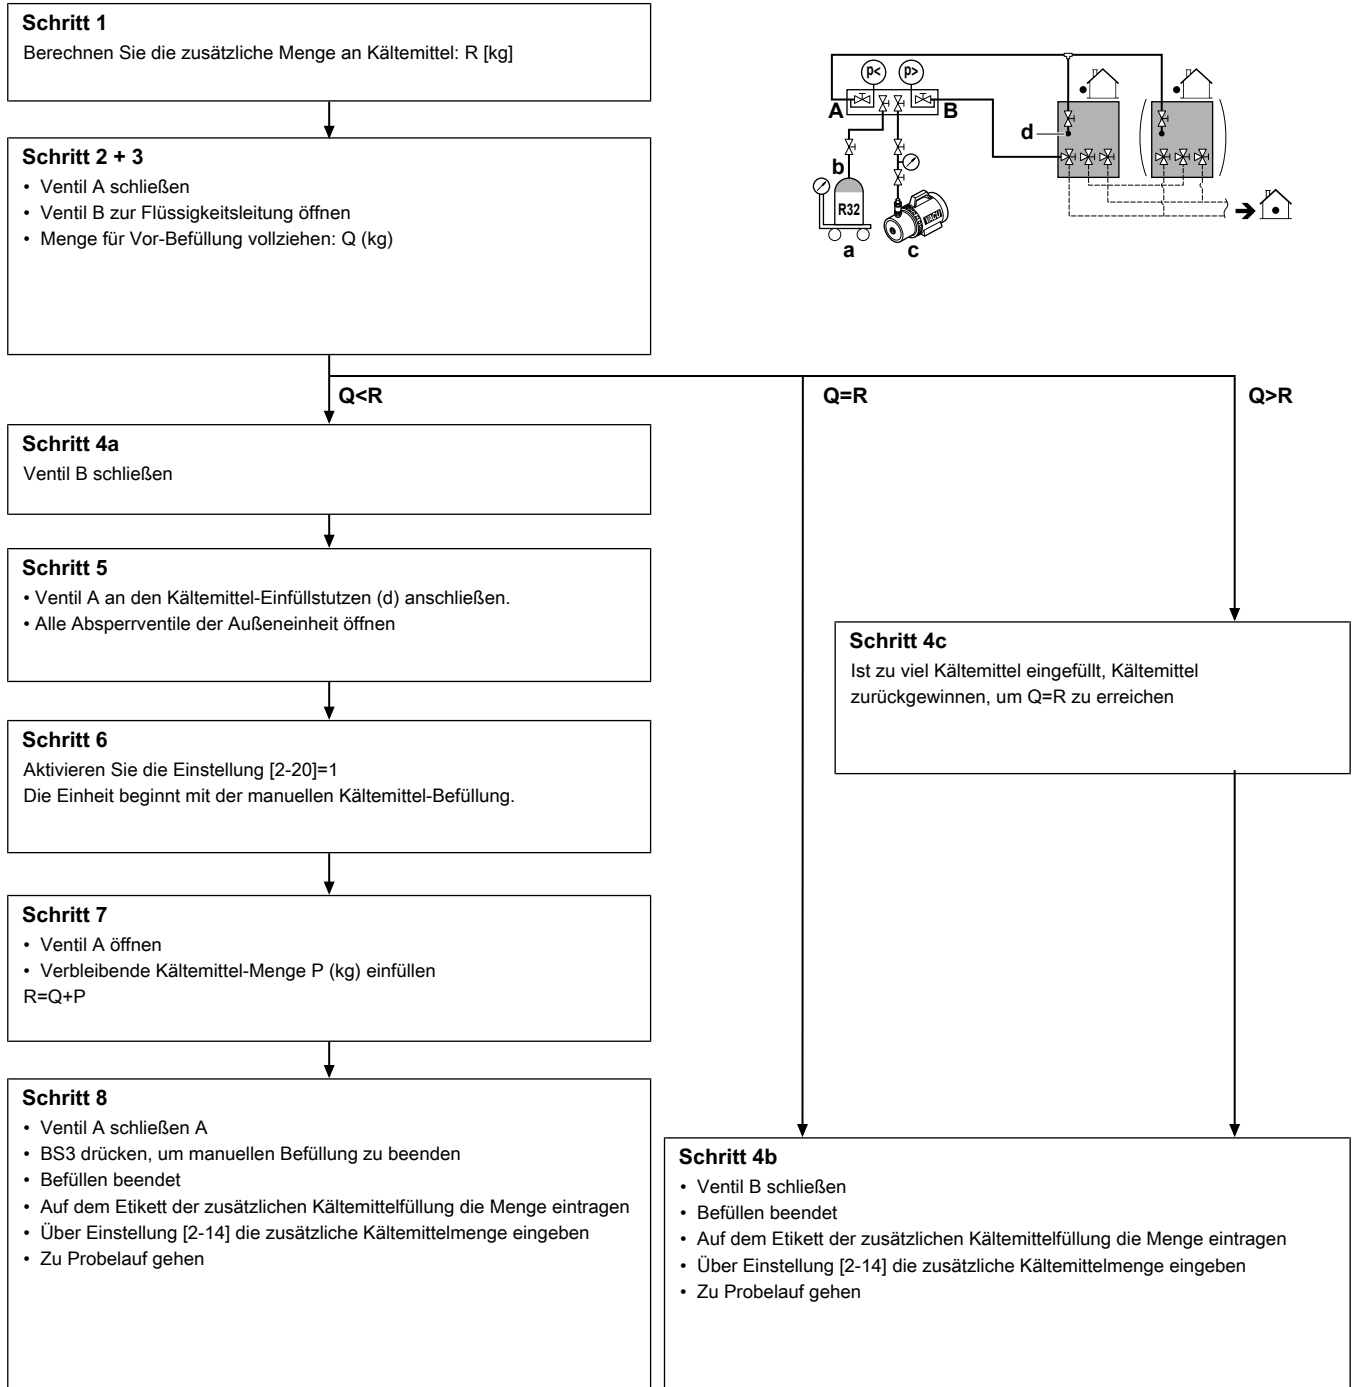 Schritt 1
Berechnen Sie die zusätzliche Menge an Kältemittel: R [kg]
p<
p>
A
B
d
b
R32
a
c
Schritt 2 + 3
• Ventil A schließen
• Ventil B zur Flüssigkeitsleitung öffnen
• Menge für Vor-Befüllung vollziehen: Q (kg)
Q<R
Q=R
Q>R
Schritt 4a
Ventil B schließen
Schritt 5
• Ventil A an den Kältemittel-Einfüllstutzen (d) anschließen.
• Alle Absperrventile der Außeneinheit öffnen
Schritt 4c
Ist zu viel Kältemittel eingefüllt, Kältemittel
zurückgewinnen, um Q=R zu erreichen
Schritt 6
Aktivieren Sie die Einstellung [2-20]=1
Die Einheit beginnt mit der manuellen Kältemittel-Befüllung.
Schritt 7
• Ventil A öffnen
• Verbleibende Kältemittel-Menge P (kg) einfüllen
R=Q+P
Schritt 8
• Ventil A schließen A
• BS3 drücken, um manuellen Befüllung zu beenden
• Befüllen beendet
• Auf dem Etikett der zusätzlichen Kältemittelfüllung die Menge eintragen
• Über Einstellung [2-14] die zusätzliche Kältemittelmenge eingeben
• Zu Probelauf gehen
Schritt 4b
• Ventil B schließen
• Befüllen beendet
• Auf dem Etikett der zusätzlichen Kältemittelfüllung die Menge eintragen
• Über Einstellung [2-14] die zusätzliche Kältemittelmenge eingeben
• Zu Probelauf gehen